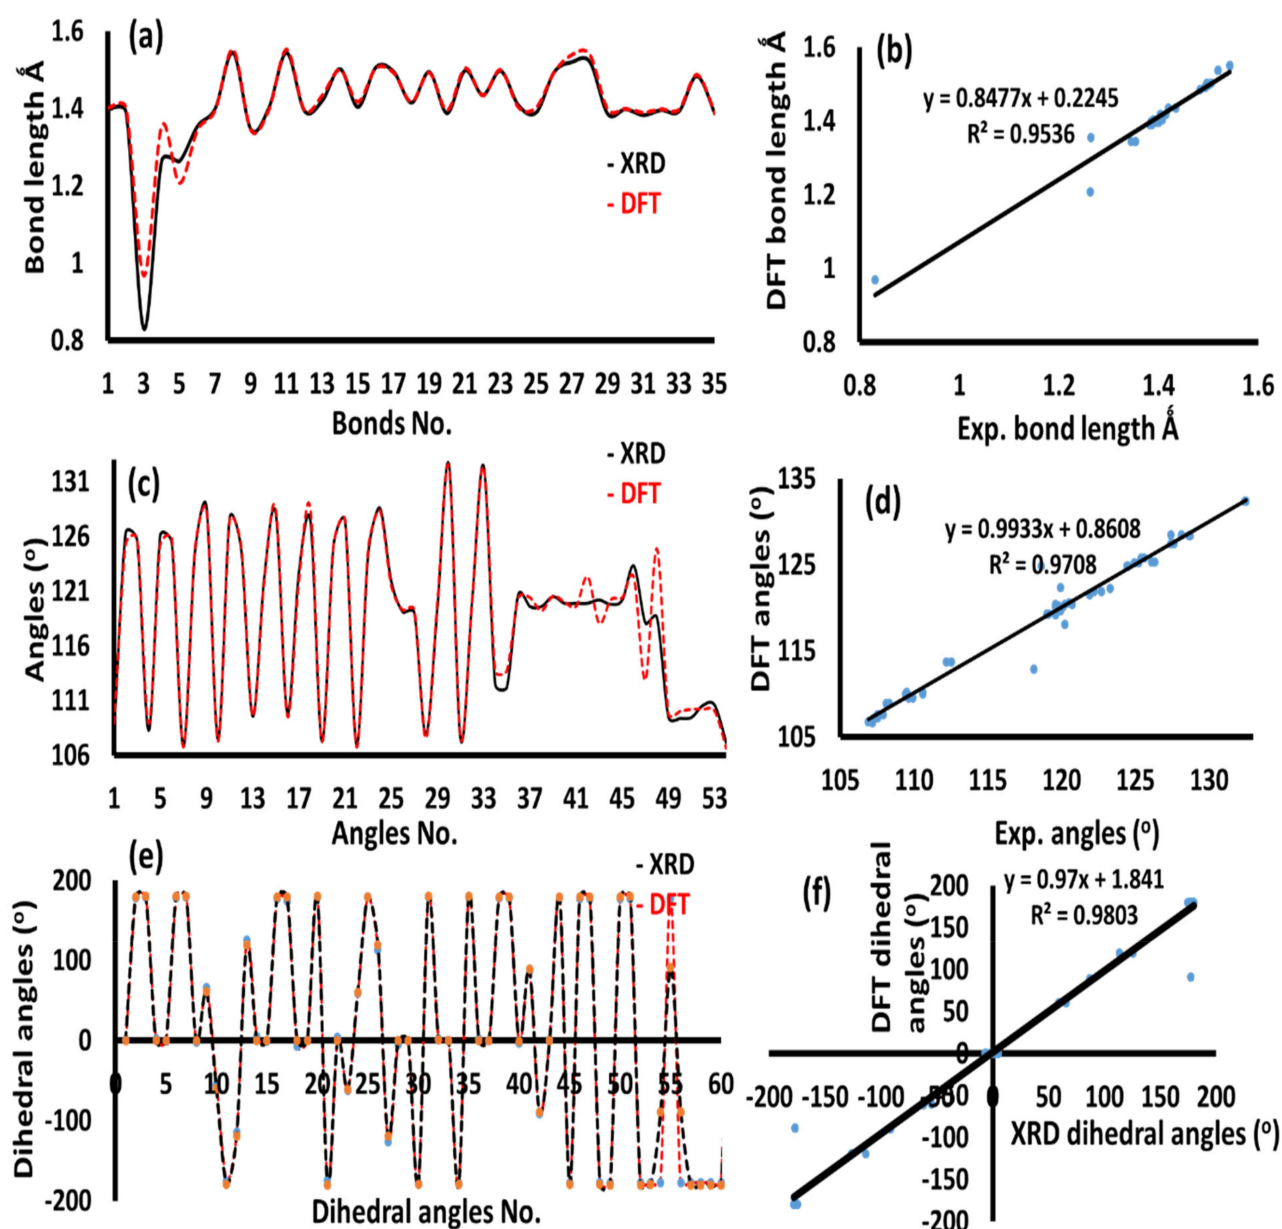 (a)
Bond length Å
1.6
1.4
1.2
1
0.8
- XRD
- DFT
1 3 5 7 9 11 13 15 17 19 21 23 25 27 29 31 33 35
Bonds No.
(b)
DFT bond length Å
1.6
1.4
1.2
1
0.8
y = 0.8477x + 0.2245
R² = 0.9536
0.8 1 1.2 1.4 1.6
Exp. bond length Å
(c)
Angles (º)
131
126
121
116
111
106
- XRD
- DFT
1 5 9 13 17 21 25 29 33 37 41 45 49 53
Angles No.
(d)
DFT angles (º)
135
125
115
105
y = 0.9933x + 0.8608
R² = 0.9708
105 110 115 120 125 130
Exp. angles (º)
(e)
Dihedral angles (º)
200
100
0
-100
-200
- XRD
- DFT
0 5 10 15 20 25 30 35 40 45 50 55 60
Dihedral angles No.
(f)
DFT dihedral
angles (º)
200
150
100
50
0
-50
-100
-150
-200
y = 0.97x + 1.841
R² = 0.9803
-200 -150 -100 -50 0 50 100 150 200
XRD dihedral angles (º)